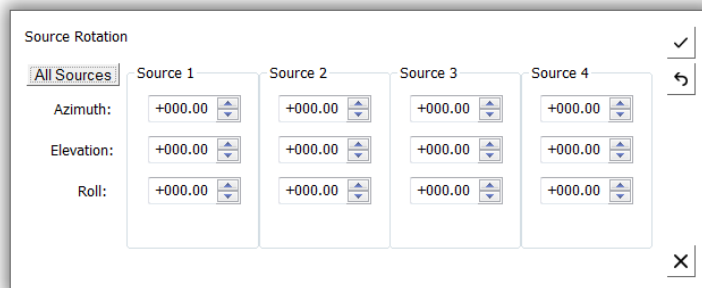 Source Rotation
All Sources Source 1 Source 2 Source 3 Source 4
Azimuth: +000.00 +000.00 +000.00 +000.00
Elevation: +000.00 +000.00 +000.00 +000.00
Roll: +000.00 +000.00 +000.00 +000.00